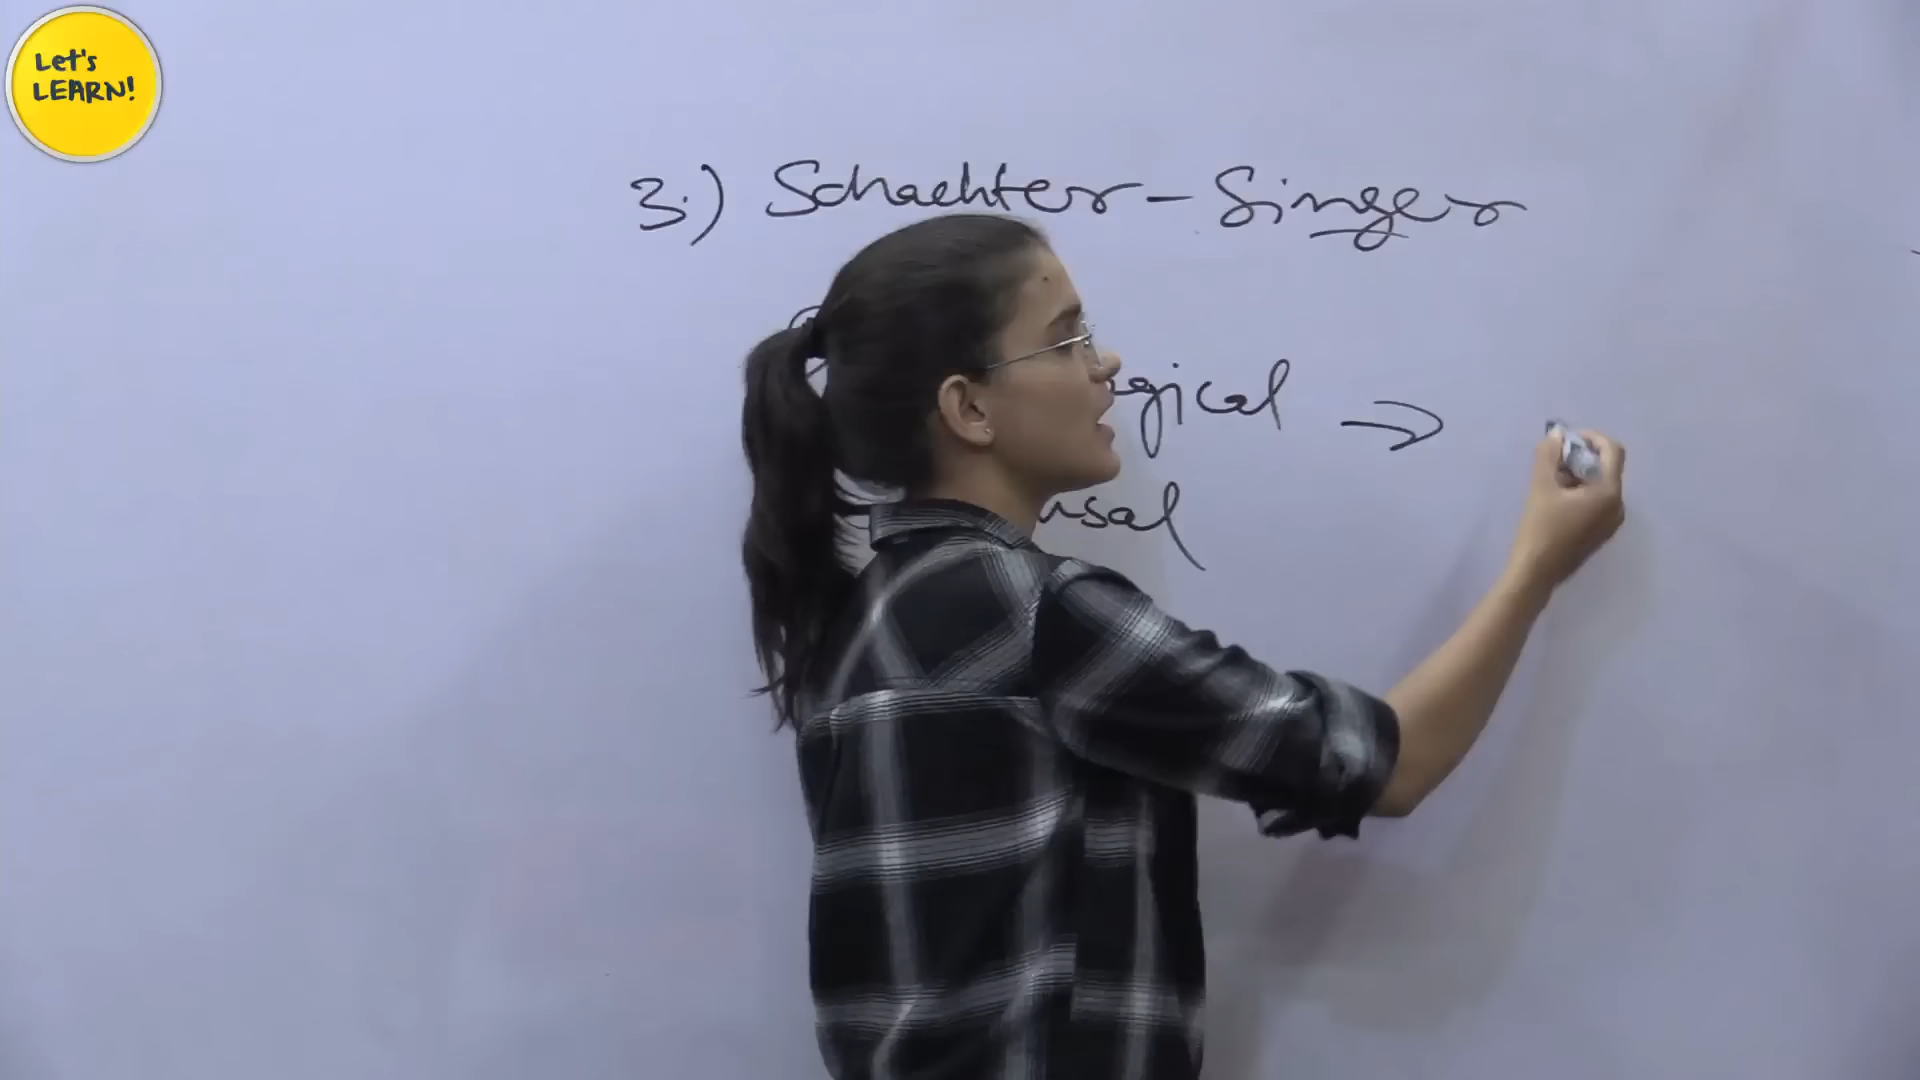 Let's
LEARN!
3.) Schachter - Singer
gical →
usal